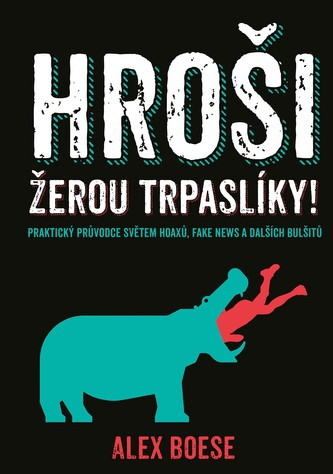 HROŠI
ŽEROU TRPASLÍKY!
PRAKTICKÝ PRŮVODCE SVĚTEM HOAXŮ, FAKE NEWS A DALŠÍCH BULŠITŮ
ALEX BOESE